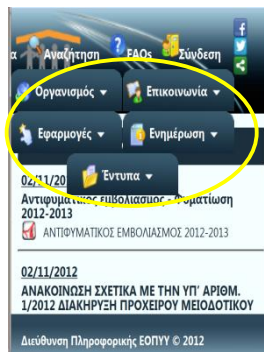 α Αναζήτηση FAQs Σύνδεση
Οργανισμός Επικοινωνία
Εφαρμογές Ενημέρωση
Έντυπα
02/11/20
Αντιφυματικός εμβολιασμός - Φυματίωση
2012-2013
ΑΝΤΙΦΥΜΑΤΙΚΟΣ ΕΜΒΟΛΙΑΣΜΟΣ 2012-2013
02/11/2012
ΑΝΑΚΟΙΝΩΣΗ ΣΧΕΤΙΚΑ ΜΕ ΤΗΝ ΥΠ' ΑΡΙΘΜ.
1/2012 ΔΙΑΚΗΡΥΞΗ ΠΡΟΧΕΙΡΟΥ ΜΕΙΟΔΟΤΙΚΟΥ
Διεύθυνση Πληροφορικής ΕΟΠΥΥ © 2012